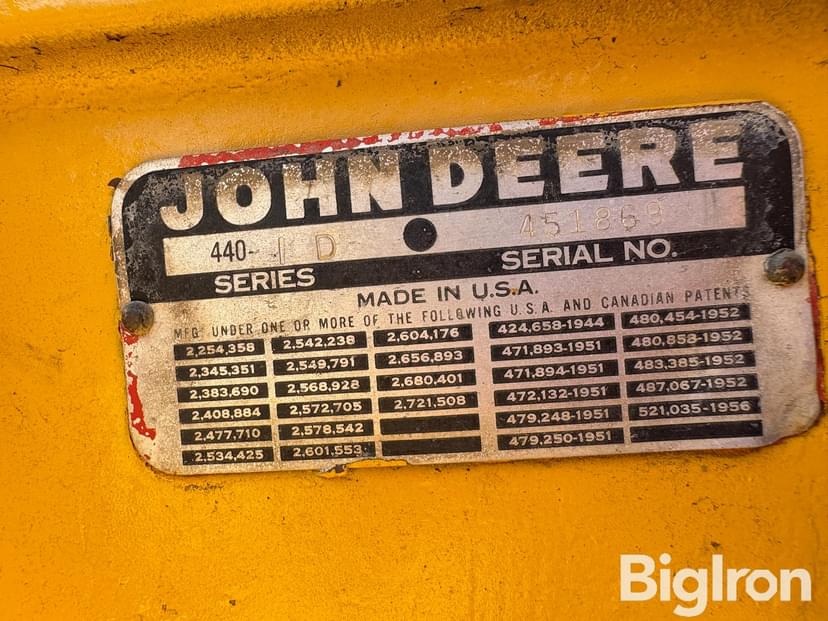 JOHN DEERE
440- I D 451869
SERIES SERIAL NO.
MADE IN U.S.A.
MFG UNDER ONE OR MORE OF THE FOLLOWING U.S.A. AND CANADIAN PATENTS
2,254,358 2,542,238 2,604,176 424,658-1944 480,454-1952
2,345,351 2,549,791 2,656,893 471,893-1951 480,858-1952
2,383,690 2,568,928 2,680,401 471,894-1951 483,385-1952
2,408,884 2,572,705 2,721,508 472,132-1951 487,067-1952
2,477,710 2,578,542 479,248-1951 521,035-1956
2,534,425 2,601,553 479,250-1951
BigIron